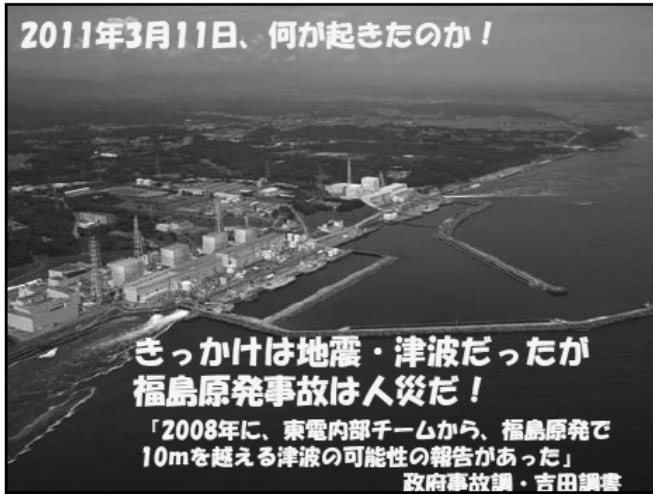 2011年3月11日、何が起きたのか！
きっかけは地震・津波だったが
福島原発事故は人災だ！
「2008年に、東電内部チームから、福島原発で
10mを越える津波の可能性の報告があった」
政府事故調・吉田調書